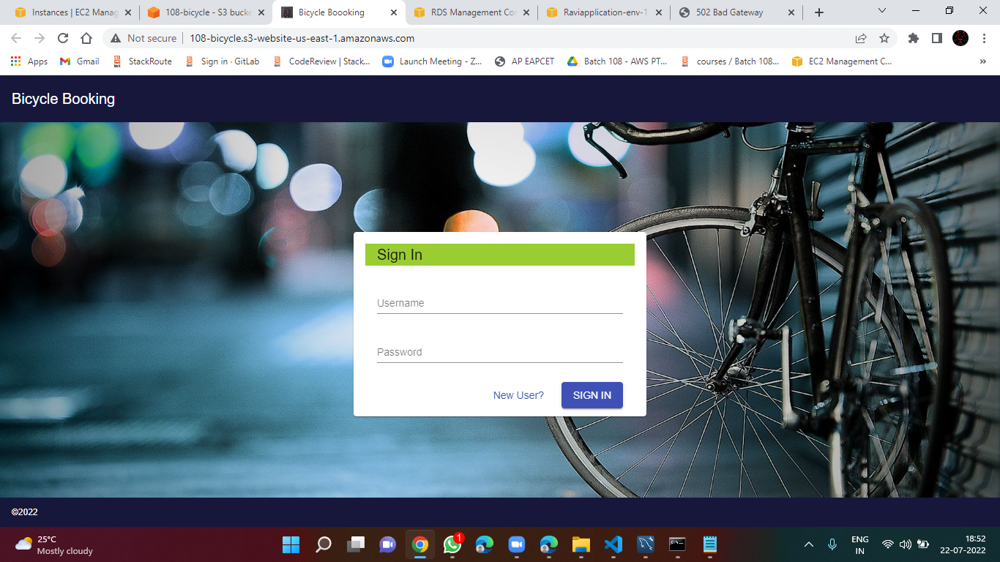 Instances | EC2 Manag
108-bicycle - S3 bucke
Bicycle Boooking
RDS Management Cor
Raviapplication-env-1
502 Bad Gateway
Not secure
108-bicycle.s3-website-us-east-1.amazonaws.com
Apps
Gmail
StackRoute
Sign in · GitLab
CodeReview | Stack...
Launch Meeting - Z...
AP EAPCET
Batch 108 - AWS PT...
courses / Batch 108...
EC2 Management C...
»
Bicycle Booking
Sign In
Username
Password
New User?
SIGN IN
©2022
25°C
Mostly cloudy
1
ENG
IN
18:52
22-07-2022